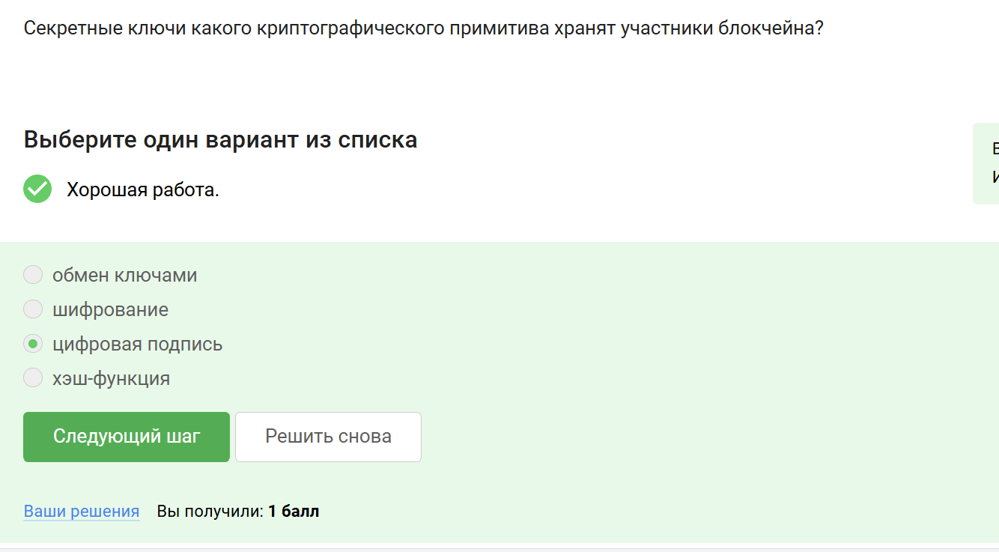 Секретные ключи какого криптографического примитива хранят участники блокчейна?
Выберите один вариант из списка
Хорошая работа.
обмен ключами
шифрование
цифровая подпись
хэш-функция
Следующий шаг
Решить снова
Ваши решения Вы получили: 1 балл